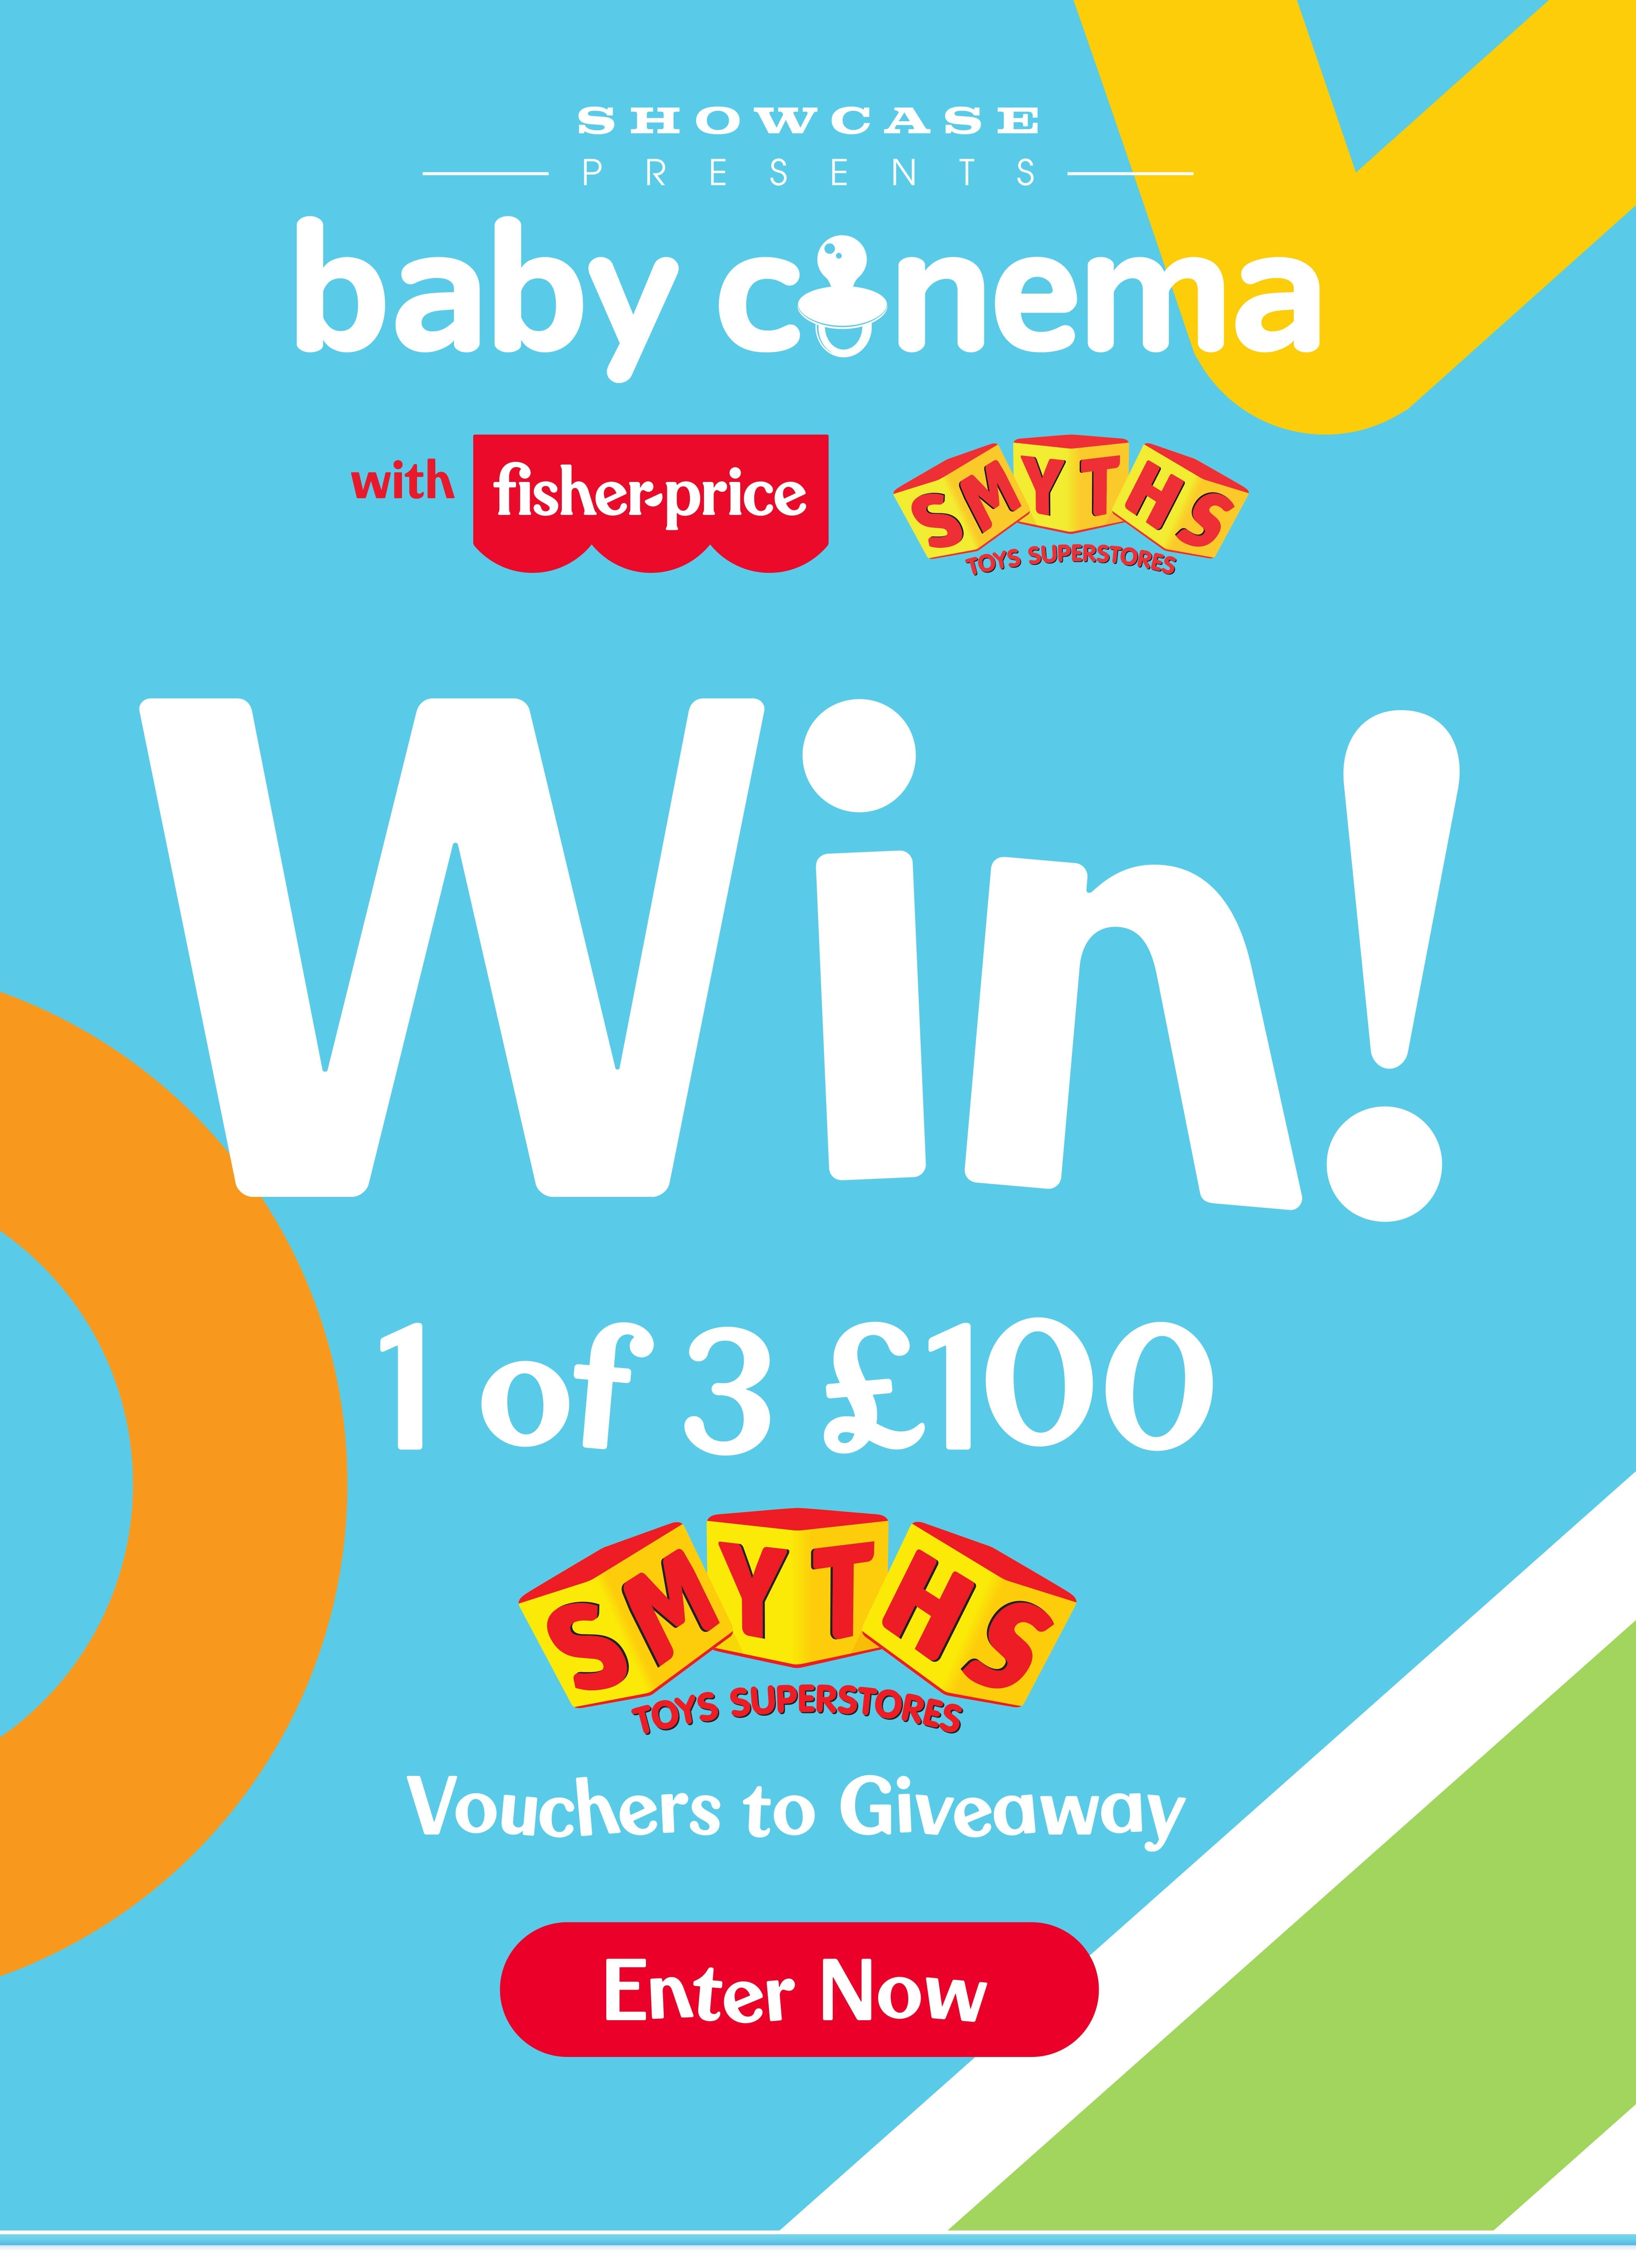 SHOWCASE
PRESENTS
baby cinema
with fisher-price SMYTHS
TOYS SUPERSTORES
Win!
1 of 3 £100
SMYTHS
TOYS SUPERSTORES
Vouchers to Giveaway
Enter Now